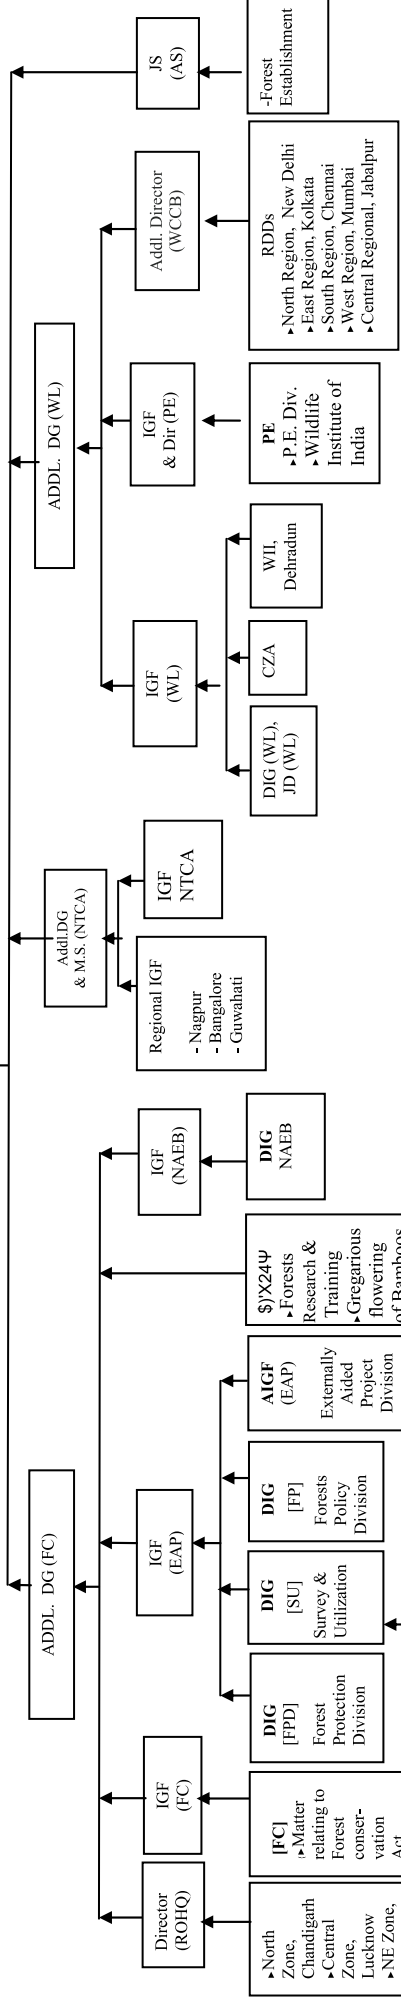 ADDL. DG (FC)
Addl.DG
& M.S. (NTCA)
ADDL. DG (WL)
JS
(AS)
Director
(ROHQ)
IGF
(FC)
IGF
(EAP)
IGF
(NAEB)
Regional IGF
- Nagpur
- Bangalore
- Guwahati
IGF
NTCA
IGF
(WL)
IGF
& Dir (PE)
Addl. Director
(WCCB)
▸North
Zone,
Chandigarh
▸Central
Zone,
Lucknow
▸NE Zone,
[FC]
▸Matter
relating to
Forest
conser-
vation
Act
DIG
[FPD]
Forest
Protection
Division
DIG
[SU]
Survey &
Utilization
DIG
[FP]
Forests
Policy
Division
AIGF
(EAP)
Externally
Aided
Project
Division
$)'X24Ψ
▸Forests
Research &
Training
▸Gregarious
flowering
of Bamboos
DIG
NAEB
DIG (WL),
JD (WL)
CZA
WII,
Dehradun
PE
▸P.E. Div.
▸Wildlife
Institute of
India
RDDs
▸North Region, New Delhi
▸East Region, Kolkata
▸South Region, Chennai
▸West Region, Mumbai
▸Central Regional, Jabalpur
-Forest
Establishment